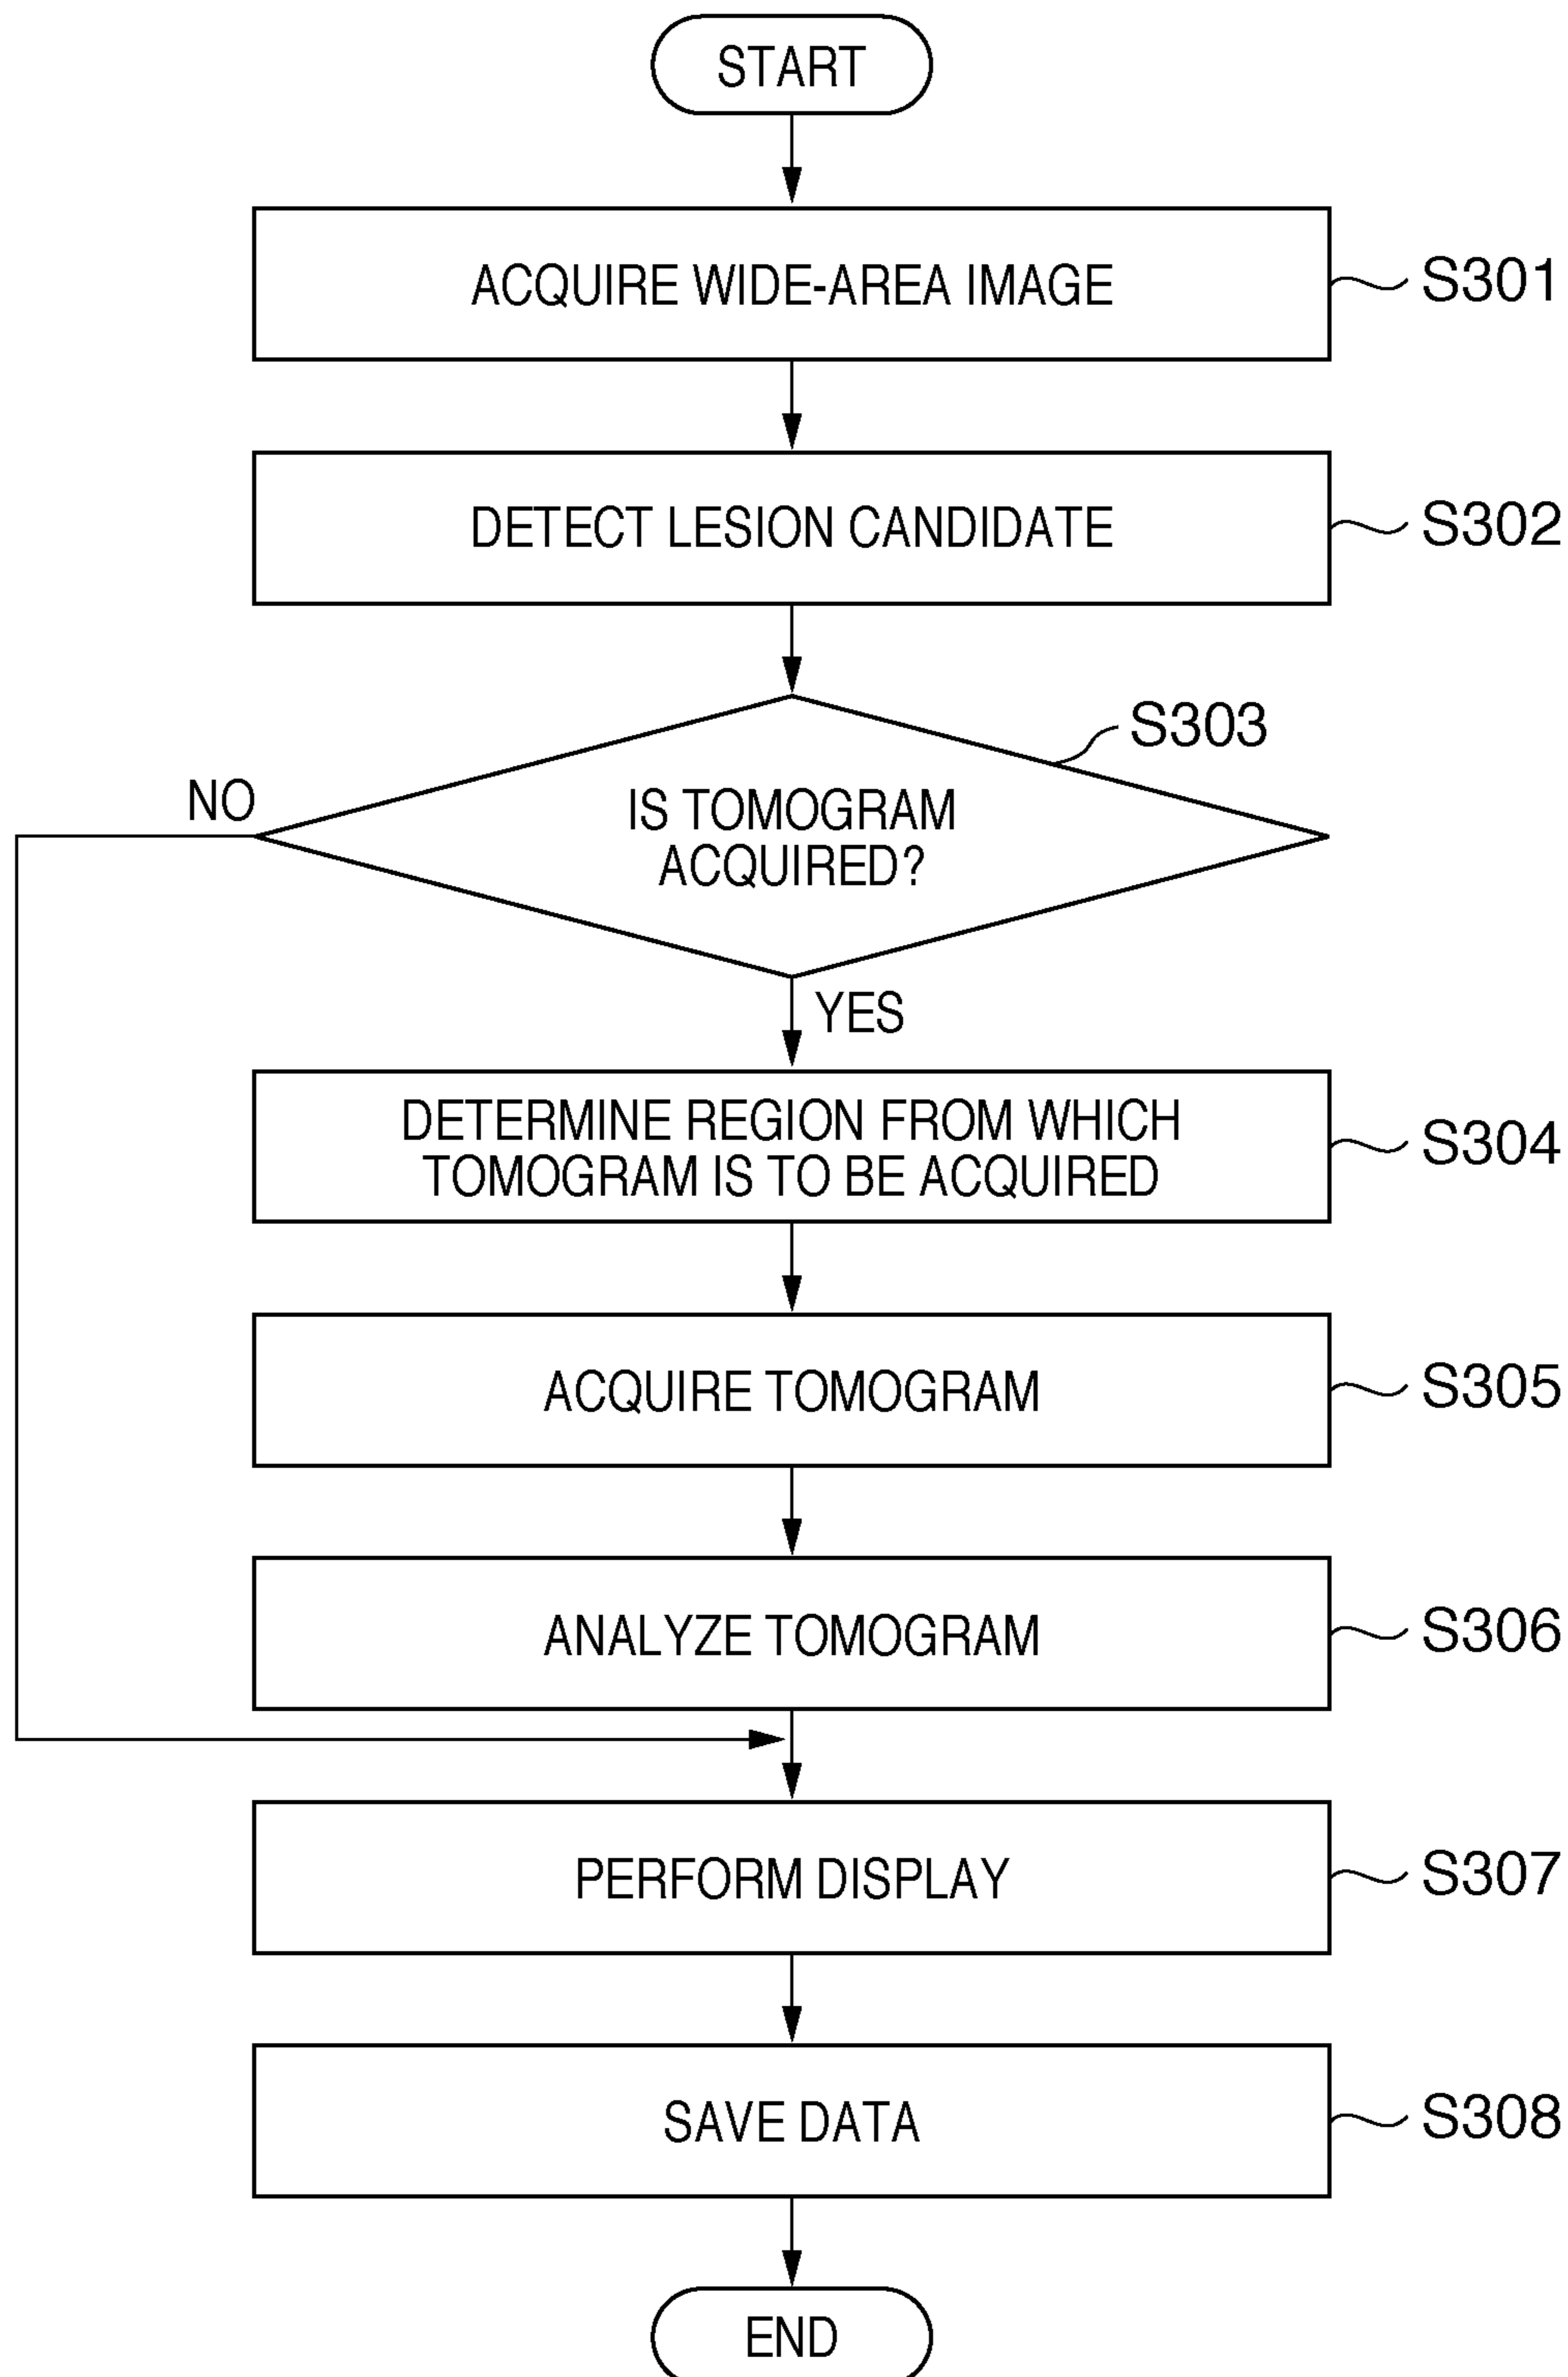 START
ACQUIRE WIDE-AREA IMAGE
S301
DETECT LESION CANDIDATE
S302
S303
NO
IS TOMOGRAM
ACQUIRED?
YES
DETERMINE REGION FROM WHICH
TOMOGRAM IS TO BE ACQUIRED
S304
ACQUIRE TOMOGRAM
S305
ANALYZE TOMOGRAM
S306
PERFORM DISPLAY
S307
SAVE DATA
S308
END